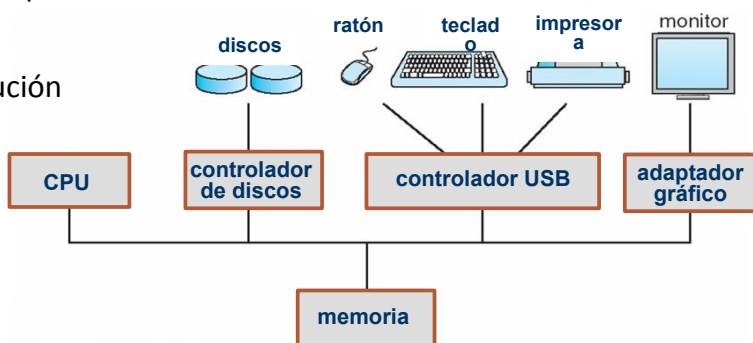 ratón
teclad
o
impresor
a
monitor
discos
ución
CPU
controlador
de discos
controlador USB
adaptador
gráfico
memoria